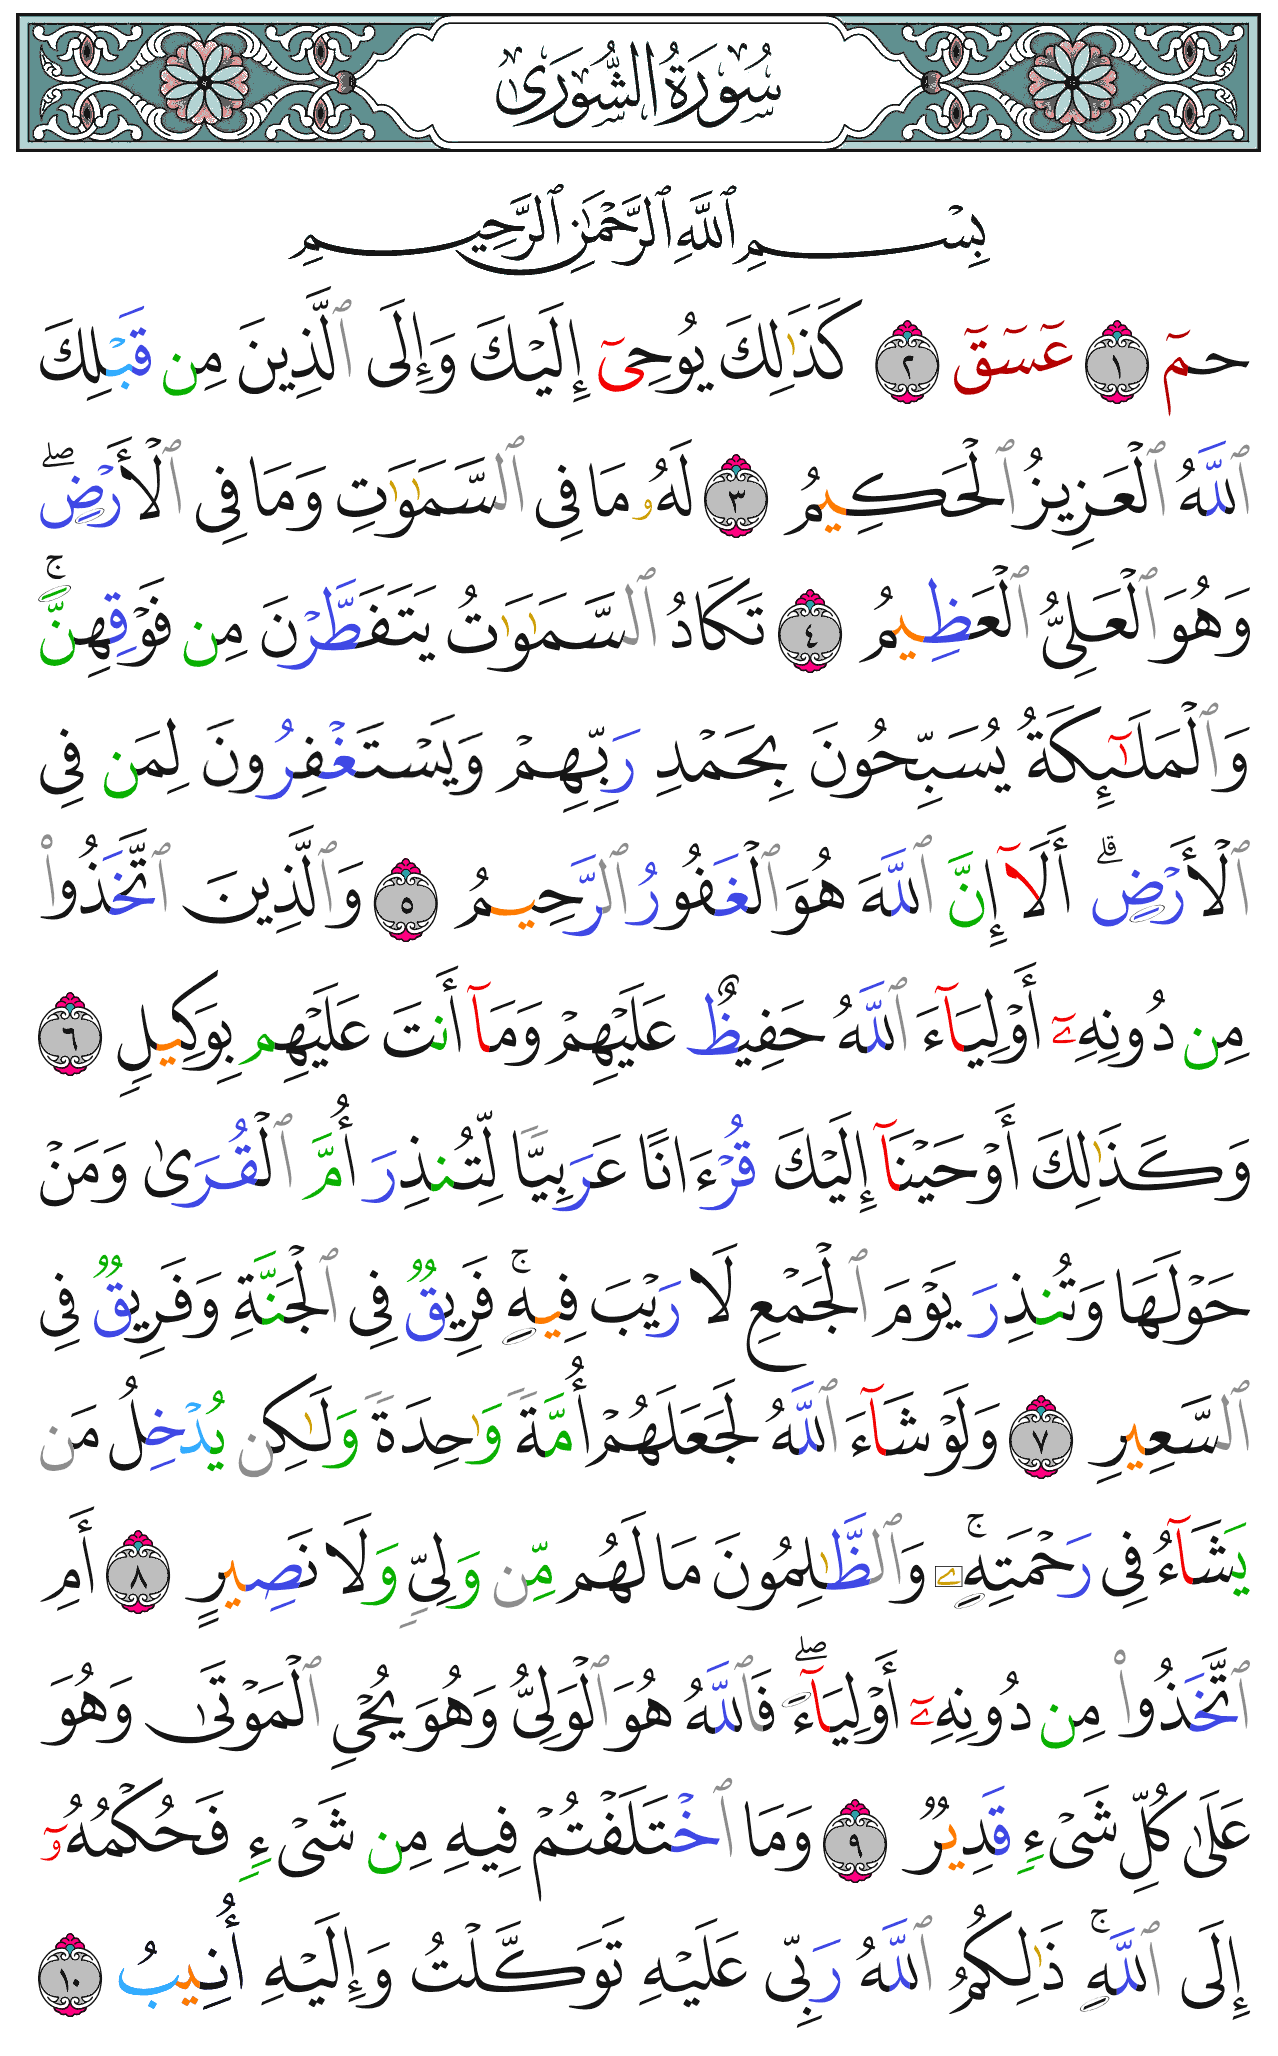 سُورَةُ الشُّورَىٰ
بِسْمِ ٱللَّهِ ٱلرَّحْمَٰنِ ٱلرَّحِيمِ
حمٓ ١ عٓسٓقٓ ٢ كَذَٰلِكَ يُوحِىٓ إِلَيْكَ وَإِلَى ٱلَّذِينَ مِن قَبْلِكَ
ٱللَّهُ ٱلْعَزِيزُ ٱلْحَكِيمُ ٣ لَهُۥ مَا فِى ٱلسَّمَٰوَٰتِ وَمَا فِى ٱلْأَرْضِۖ
وَهُوَ ٱلْعَلِىُّ ٱلْعَظِيمُ ٤ تَكَادُ ٱلسَّمَٰوَٰتُ يَتَفَطَّرْنَ مِن فَوْقِهِنَّۚ
وَٱلْمَلَٰٓئِكَةُ يُسَبِّحُونَ بِحَمْدِ رَبِّهِمْ وَيَسْتَغْفِرُونَ لِمَن فِى
ٱلْأَرْضِۗ أَلَآ إِنَّ ٱللَّهَ هُوَ ٱلْغَفُورُ ٱلرَّحِيمُ ٥ وَٱلَّذِينَ ٱتَّخَذُوا۟
مِن دُونِهِۦٓ أَوْلِيَآءَ ٱللَّهُ حَفِيظٌ عَلَيْهِمْ وَمَآ أَنتَ عَلَيْهِم بِوَكِيلٍ ٦
وَكَذَٰلِكَ أَوْحَيْنَآ إِلَيْكَ قُرْءَانًا عَرَبِيًّا لِّتُنذِرَ أُمَّ ٱلْقُرَىٰ وَمَنْ
حَوْلَهَا وَتُنذِرَ يَوْمَ ٱلْجَمْعِ لَا رَيْبَ فِيهِۚ فَرِيقٌ فِى ٱلْجَنَّةِ وَفَرِيقٌ فِى
ٱلسَّعِيرِ ٧ وَلَوْ شَآءَ ٱللَّهُ لَجَعَلَهُمْ أُمَّةً وَٰحِدَةً وَلَٰكِن يُدْخِلُ مَن
يَشَآءُ فِى رَحْمَتِهِۦۚ وَٱلظَّٰلِمُونَ مَا لَهُم مِّن وَلِىٍّ وَلَا نَصِيرٍ ٨ أَمِ
ٱتَّخَذُوا۟ مِن دُونِهِۦٓ أَوْلِيَآءَۖ فَٱللَّهُ هُوَ ٱلْوَلِىُّ وَهُوَ يُحْىِ ٱلْمَوْتَىٰ وَهُوَ
عَلَىٰ كُلِّ شَىْءٍ قَدِيرٌ ٩ وَمَا ٱخْتَلَفْتُمْ فِيهِ مِن شَىْءٍ فَحُكْمُهُۥٓ
إِلَى ٱللَّهِۚ ذَٰلِكُمُ ٱللَّهُ رَبِّى عَلَيْهِ تَوَكَّلْتُ وَإِلَيْهِ أُنِيبُ ١٠